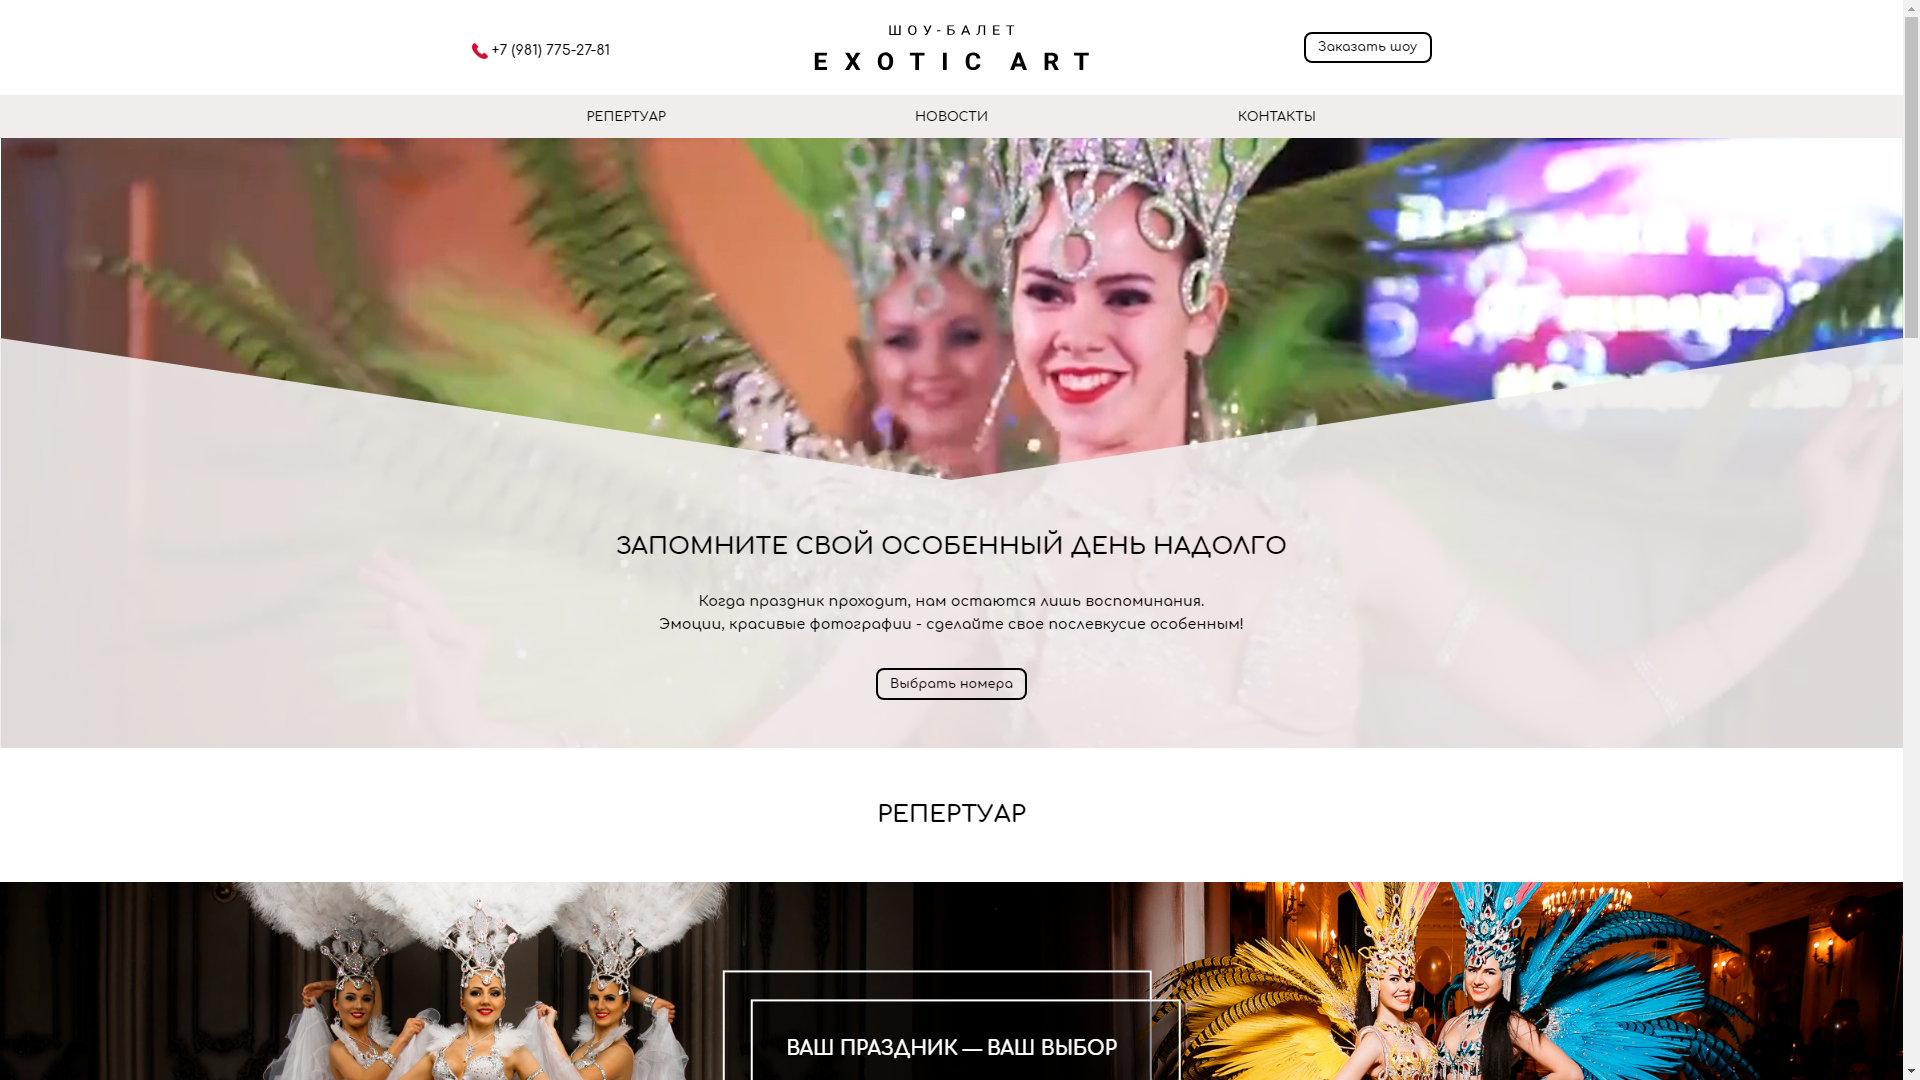 +7 (981) 775-27-81
ШОУ-БАЛЕТ
EXOTIC ART
Заказать шоу
РЕПЕРТУАР
НОВОСТИ
КОНТАКТЫ
ЗАПОМНИТЕ СВОЙ ОСОБЕННЫЙ ДЕНЬ НАДОЛГО
Когда праздник проходит, нам остаются лишь воспоминания.
Эмоции, красивые фотографии - сделайте свое послевкусие особенным!
Выбрать номера
РЕПЕРТУАР
ВАШ ПРАЗДНИК — ВАШ ВЫБОР